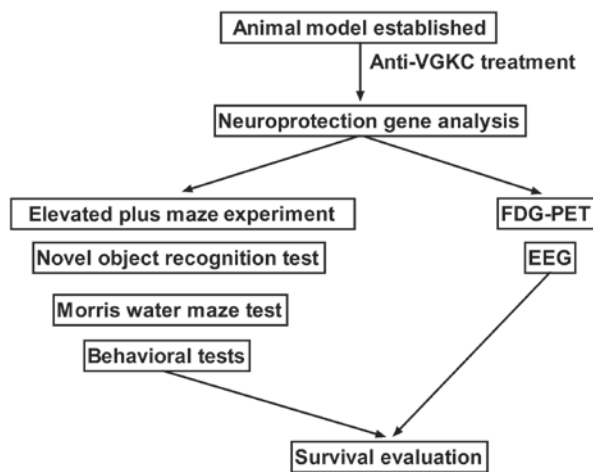 Animal model established
Anti-VGKC treatment
Neuroprotection gene analysis
Elevated plus maze experiment
FDG-PET
Novel object recognition test
EEG
Morris water maze test
Behavioral tests
Survival evaluation